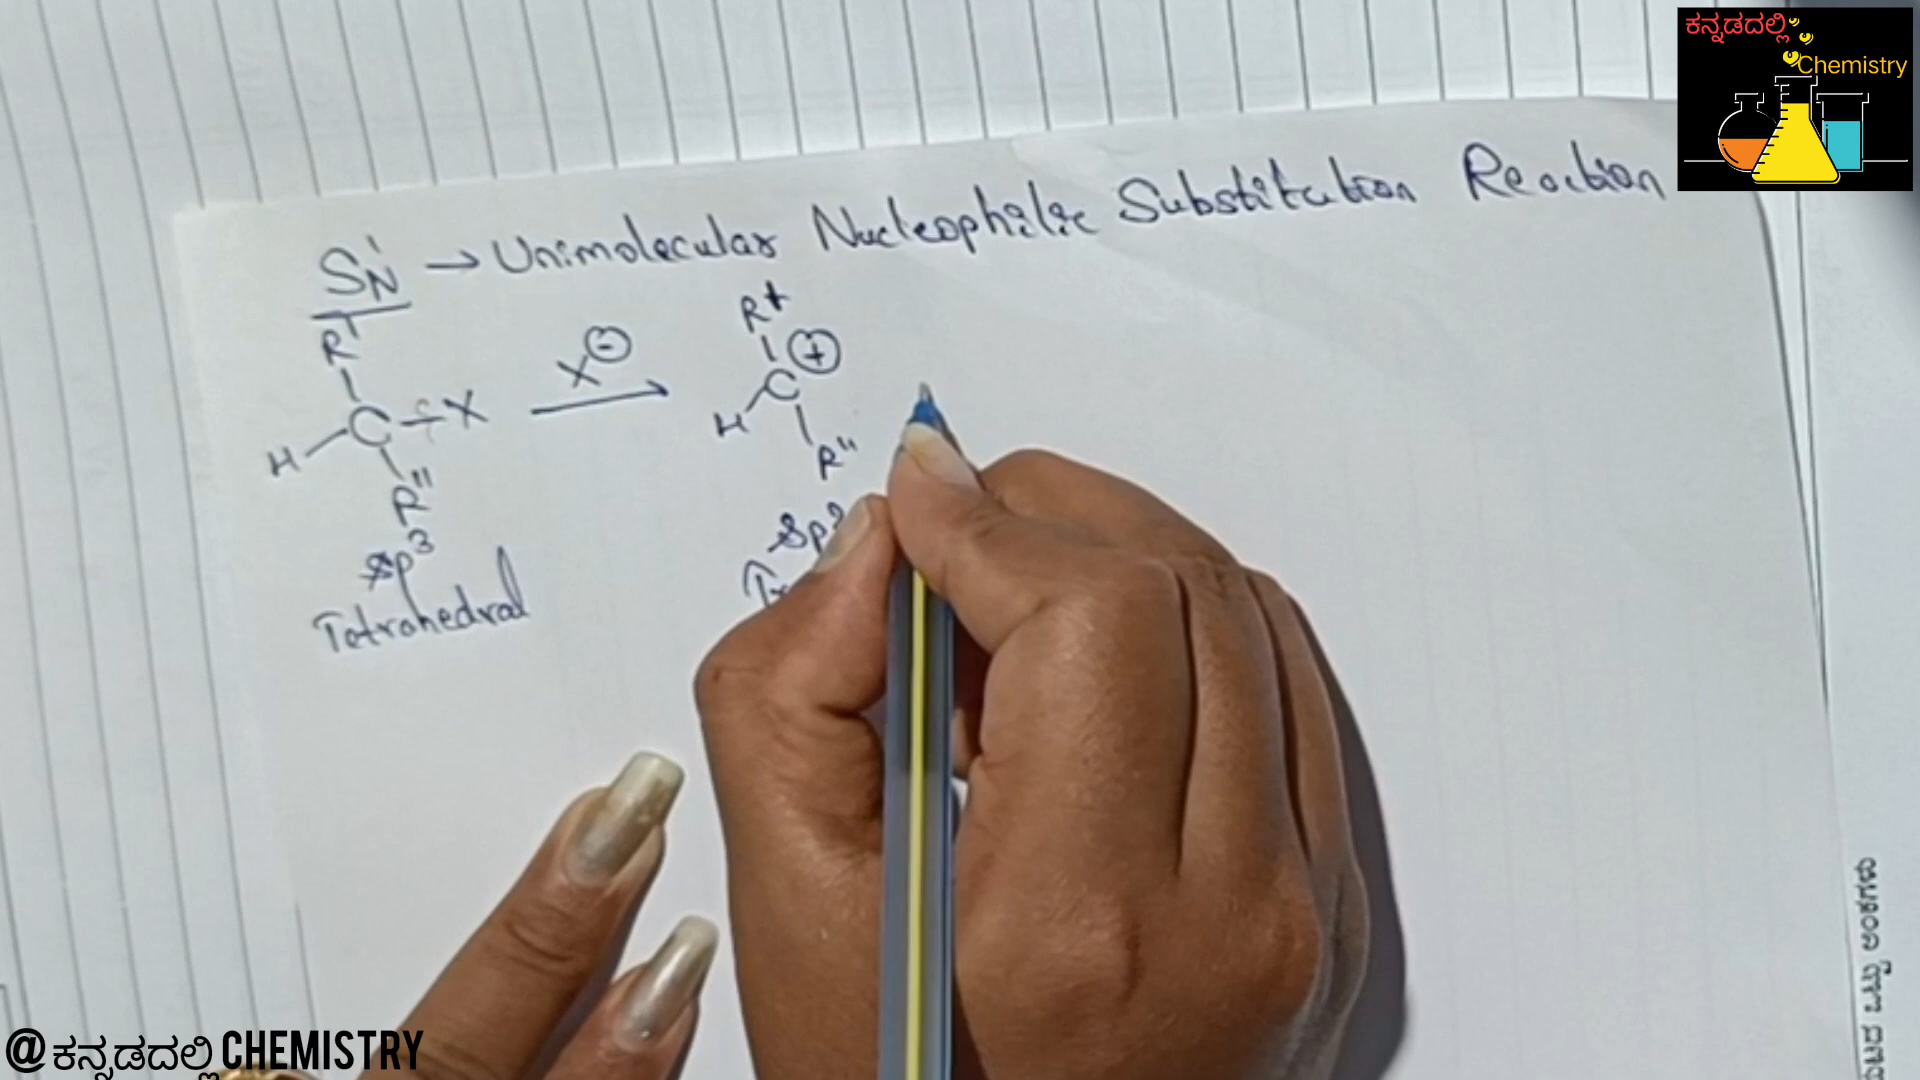 ಕನ್ನಡದಲ್ಲಿ
Chemistry
SN¹ → Unimolecular Nucleophilic Substitution Reaction
R'
H C X
R"
sp3
Tetrahedral
X⊖
R+
H C ⊕
R"
@ಕನ್ನಡದಲ್ಲಿ CHEMISTRY